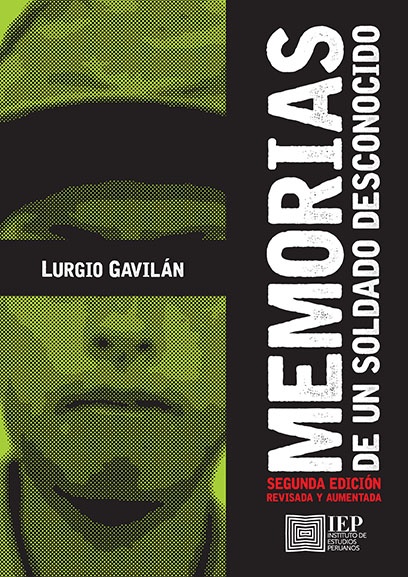 LURGIO GAVILÁN
MEMORIAS
DE UN SOLDADO DESCONOCIDO
SEGUNDA EDICIÓN
REVISADA Y AUMENTADA
IEP
INSTITUTO DE
ESTUDIOS
PERUANOS